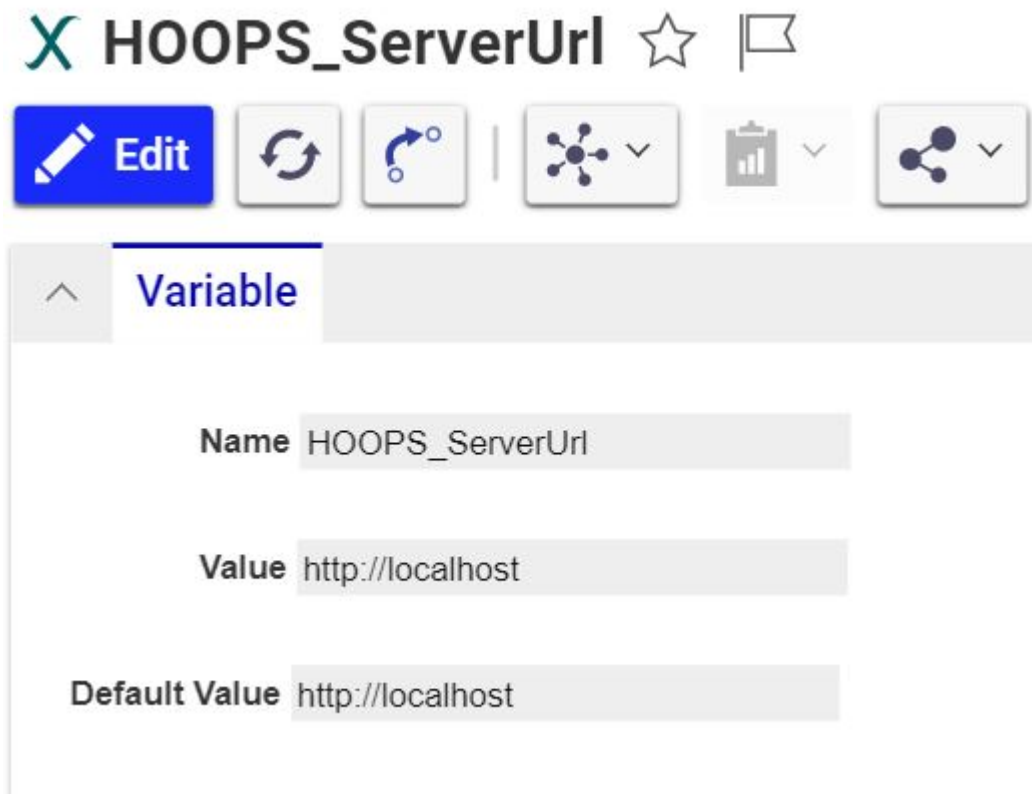 HOOPS_ServerUrl
Edit
Variable
Name HOOPS_ServerUrl
Value http://localhost
Default Value http://localhost